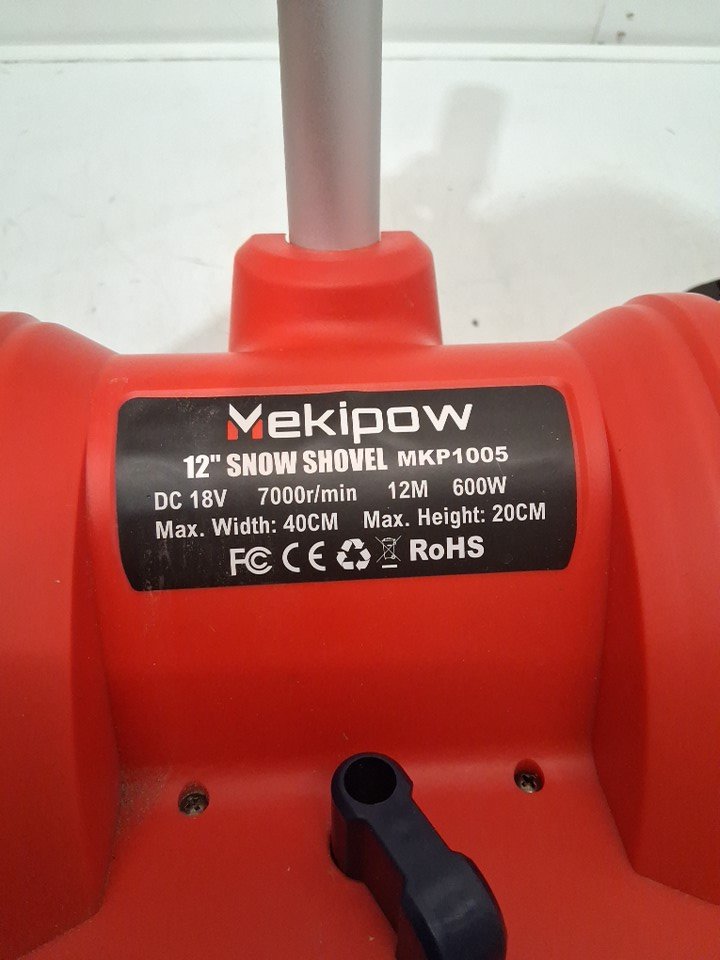 Mekipow
12" SNOW SHOVEL MKP1005
DC 18V 7000r/min 12M 600W
Max. Width: 40CM Max. Height: 20CM
FC CE RoHS